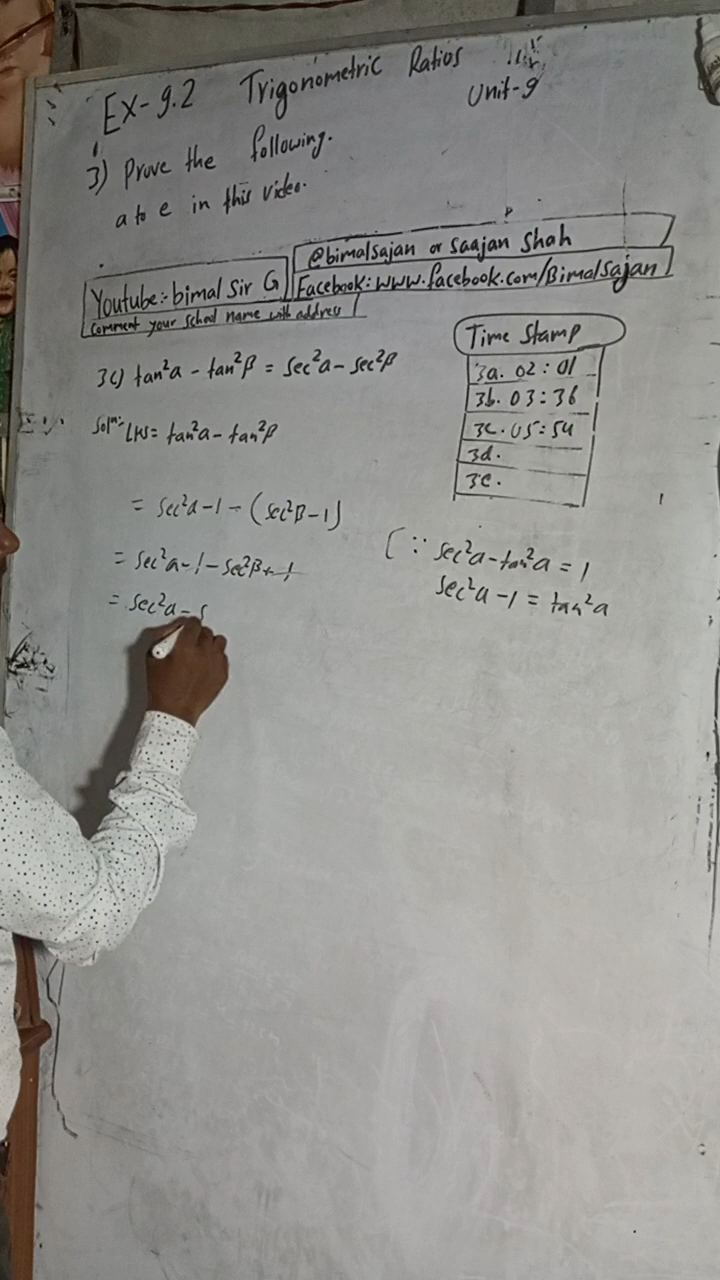 Ex-9.2 Trigonometric Ratios
Unit-9
3) Prove the following.
a to e in this video.
@bimalsajan or Saajan Shah
Youtube:- bimal Sir G
Facebook: www.facebook.com/Bimalsajan
Comment your School name with address
Time Stamp
3a. 02:01
3b. 03:36
3c. 05:54
3d.
3e.
3c) tan²a - tan²β = sec²a - sec²β
Solⁿ:- LHS = tan²a - tan²β
= sec²a - 1 - (sec²β - 1)
= sec²a - 1 - sec²β + 1
= sec²a - s
[∵ sec²a - tan²a = 1
sec²a - 1 = tan²a